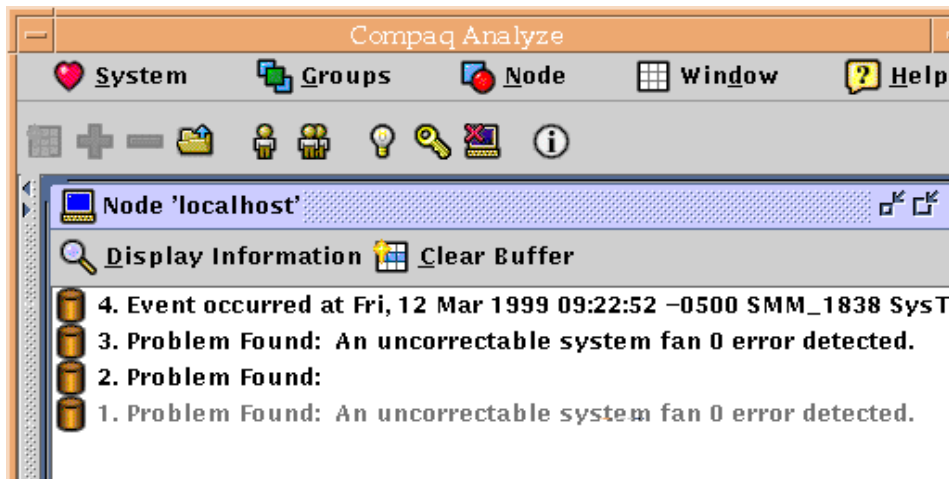 Compaq Analyze
System Groups Node Window Help
Node 'localhost'
Display Information Clear Buffer
4. Event occurred at Fri, 12 Mar 1999 09:22:52 -0500 SMM_1838 SysT
3. Problem Found: An uncorrectable system fan 0 error detected.
2. Problem Found:
1. Problem Found: An uncorrectable system fan 0 error detected.